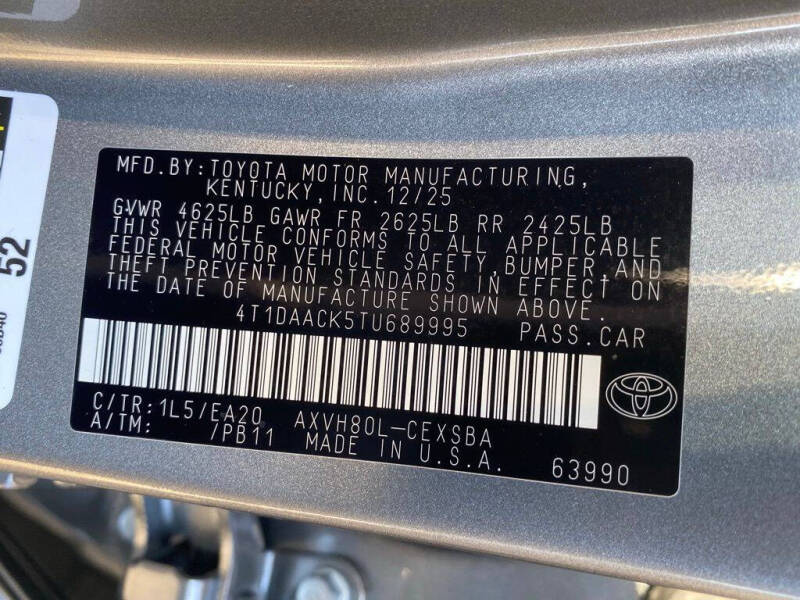 MFD.BY:TOYOTA MOTOR MANUFACTURING,
KENTUCKY,INC.12/25
GVWR 4625LB GAWR FR 2625LB RR 2425LB
THIS VEHICLE CONFORMS TO ALL APPLICABLE
FEDERAL MOTOR VEHICLE SAFETY,BUMPER,AND
THEFT PREVENTION STANDARDS IN EFFECT ON
THE DATE OF MANUFACTURE SHOWN ABOVE.
4T1DAACK5TU689995 PASS.CAR
C/TR:1L5/EA20 AXVH80L-CEXSBA
A/TM: /PB11 MADE IN U.S.A. 63990
52